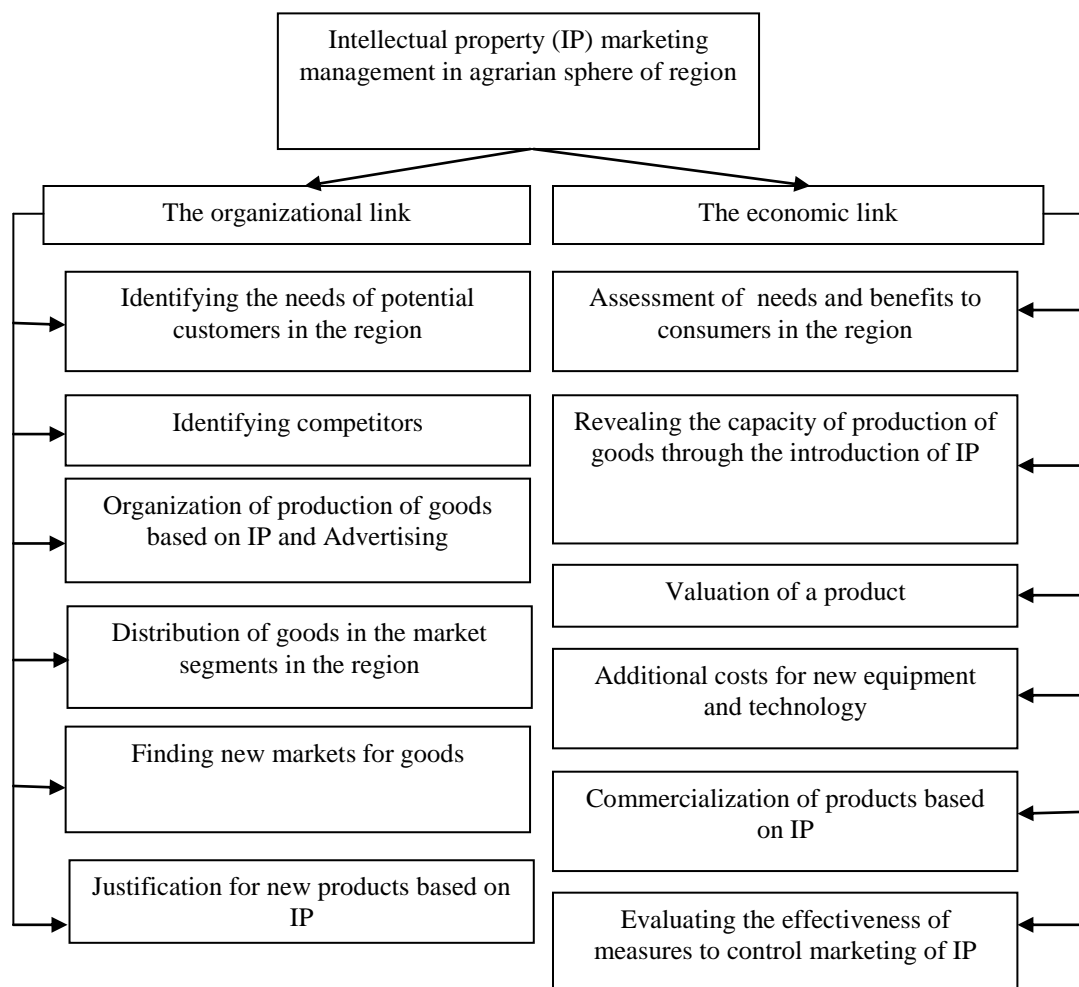 Intellectual property (IP) marketing
management in agrarian sphere of region
The organizational link
Identifying the needs of potential
customers in the region
Identifying competitors
Organization of production of goods
based on IP and Advertising
Distribution of goods in the market
segments in the region
Finding new markets for goods
Justification for new products based on
IP
The economic link
Assessment of needs and benefits to
consumers in the region
Revealing the capacity of production of
goods through the introduction of IP
Valuation of a product
Additional costs for new equipment
and technology
Commercialization of products based
on IP
Evaluating the effectiveness of
measures to control marketing of IP